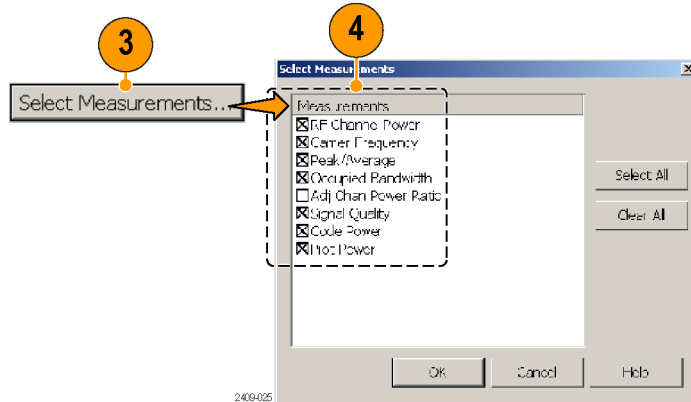 3
4
Select Measurements...
Select Measurements
Measurements
RF Channel Power
Carrier Frequency
Peak/Average
Occupied Bandwidth
Adj Chan Power Ratio
Signal Quality
Code Power
Pilot Power
Select All
Clear All
OK
Cancel
Help
2409-025